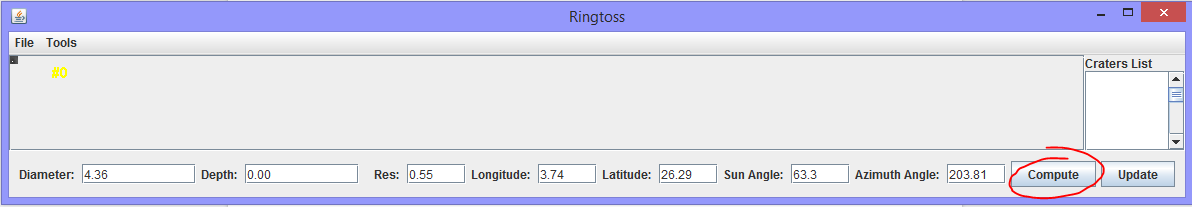 Ringtoss
File Tools
#0
Craters List
Diameter: 4.36 Depth: 0.00 Res: 0.55 Longitude: 3.74 Latitude: 26.29 Sun Angle: 63.3 Azimuth Angle: 203.81 Compute Update